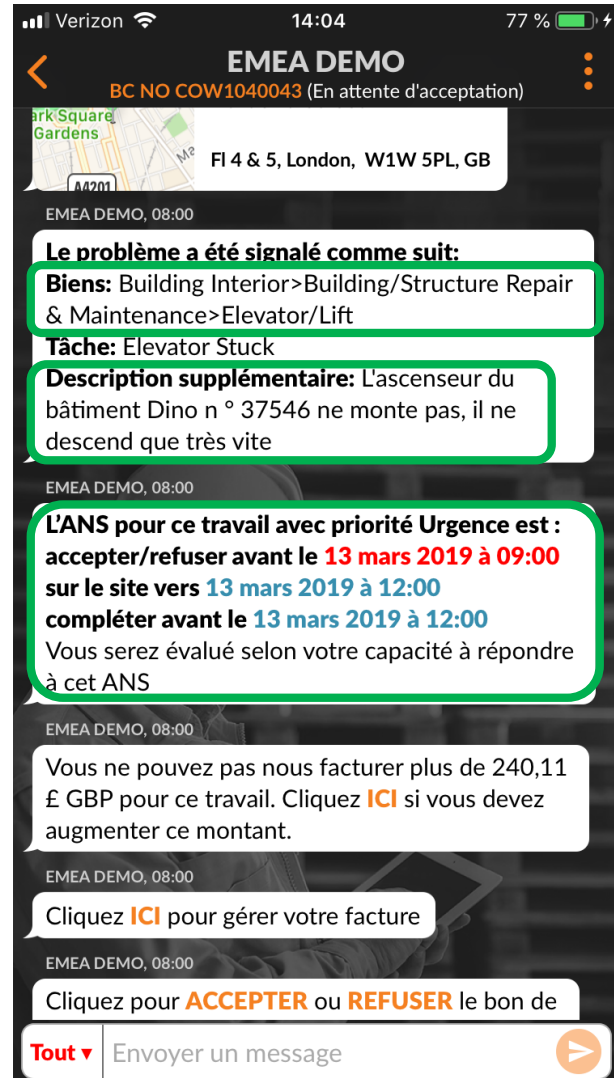 Verizon 14:04 77 %
EMEA DEMO
BC NO COW1040043 (En attente d'acceptation)
Park Square
Gardens
A4201
Fl 4 & 5, London, W1W 5PL, GB
EMEA DEMO, 08:00
Le problème a été signalé comme suit:
Biens: Building Interior>Building/Structure Repair
& Maintenance>Elevator/Lift
Tâche: Elevator Stuck
Description supplémentaire: L'ascenseur du
bâtiment Dino n ° 37546 ne monte pas, il ne
descend que très vite
EMEA DEMO, 08:00
L'ANS pour ce travail avec priorité Urgence est :
accepter/refuser avant le 13 mars 2019 à 09:00
sur le site vers 13 mars 2019 à 12:00
compléter avant le 13 mars 2019 à 12:00
Vous serez évalué selon votre capacité à répondre
à cet ANS
EMEA DEMO, 08:00
Vous ne pouvez pas nous facturer plus de 240,11
£ GBP pour ce travail. Cliquez ICI si vous devez
augmenter ce montant.
EMEA DEMO, 08:00
Cliquez ICI pour gérer votre facture
EMEA DEMO, 08:00
Cliquez pour ACCEPTER ou REFUSER le bon de
Tout ▾ Envoyer un message